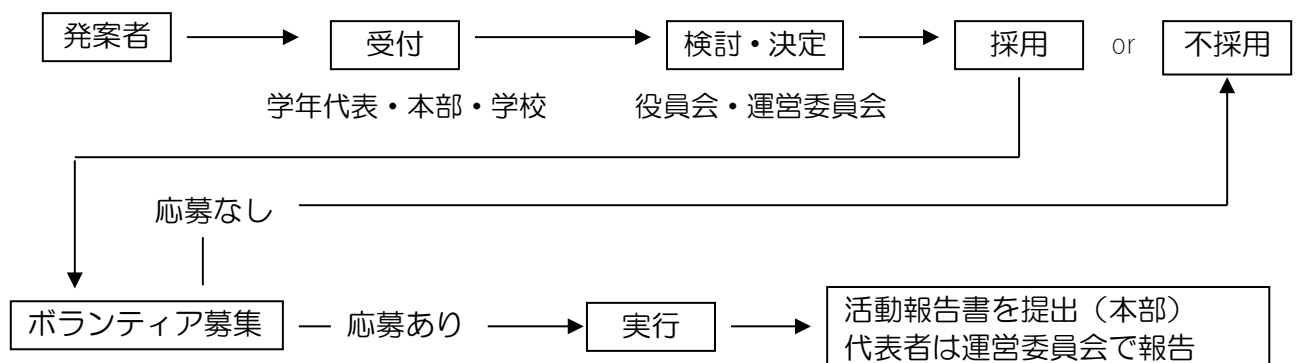 発案者 受付 検討・決定 採用 or 不採用
学年代表・本部・学校 役員会・運営委員会
応募なし
ボランティア募集 応募あり 実行 活動報告書を提出(本部)
代表者は運営委員会で報告